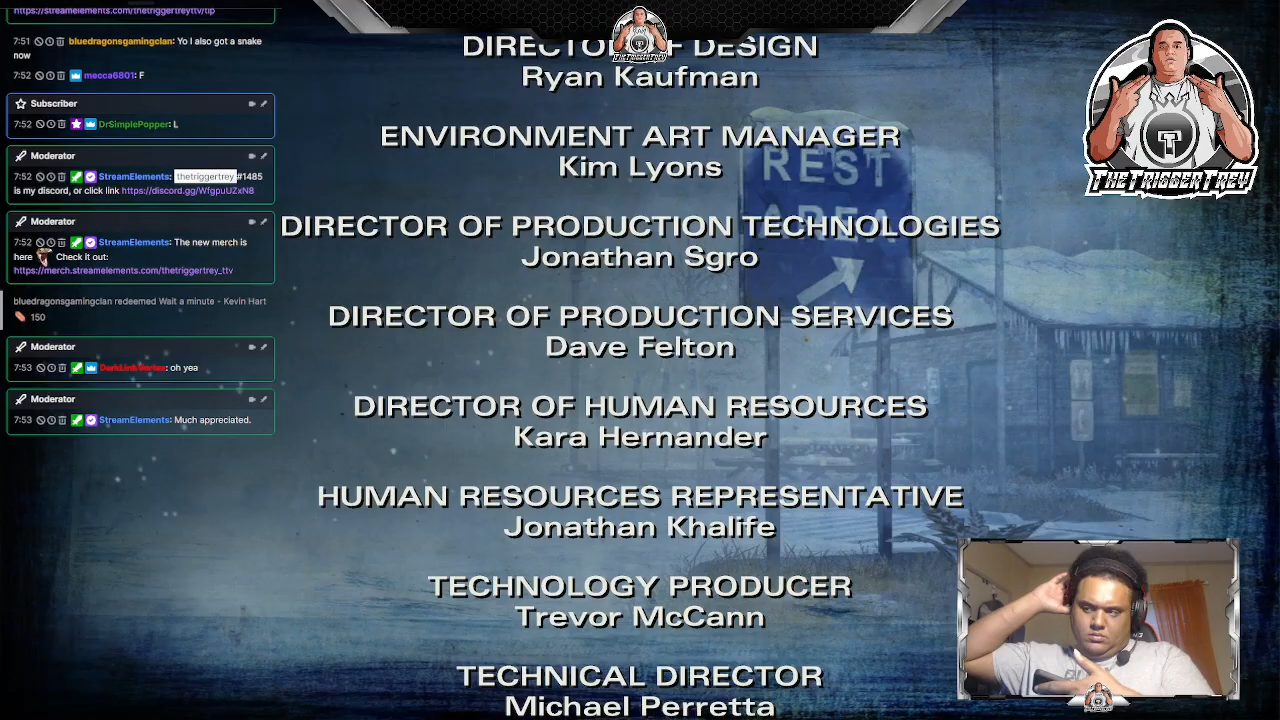 https://streamelements.com/thetriggertreyttv/tip
7:51 bluedragonsgamingclan: Yo I also got a snake
now
7:52 mecca6801: F
Subscriber
7:52 DrSimplePopper: L
Moderator
7:52 StreamElements: thetriggertrey #1485
is my discord, or click link https://discord.gg/WfgpuUZxN8
Moderator
7:52 StreamElements: The new merch is
here Check it out:
https://merch.streamelements.com/thetriggertrey_ttv
bluedragonsgamingclan redeemed Wait a minute - Kevin Hart
150
Moderator
7:53 : oh yea
Moderator
7:53 StreamElements: Much appreciated.
DIRECTOR OF DESIGN
Ryan Kaufman
ENVIRONMENT ART MANAGER
Kim Lyons
DIRECTOR OF PRODUCTION TECHNOLOGIES
Jonathan Sgro
DIRECTOR OF PRODUCTION SERVICES
Dave Felton
DIRECTOR OF HUMAN RESOURCES
Kara Hernander
HUMAN RESOURCES REPRESENTATIVE
Jonathan Khalife
TECHNOLOGY PRODUCER
Trevor McCann
TECHNICAL DIRECTOR
Michael Perretta
REST
AREA
T
THETRIGGERTREY